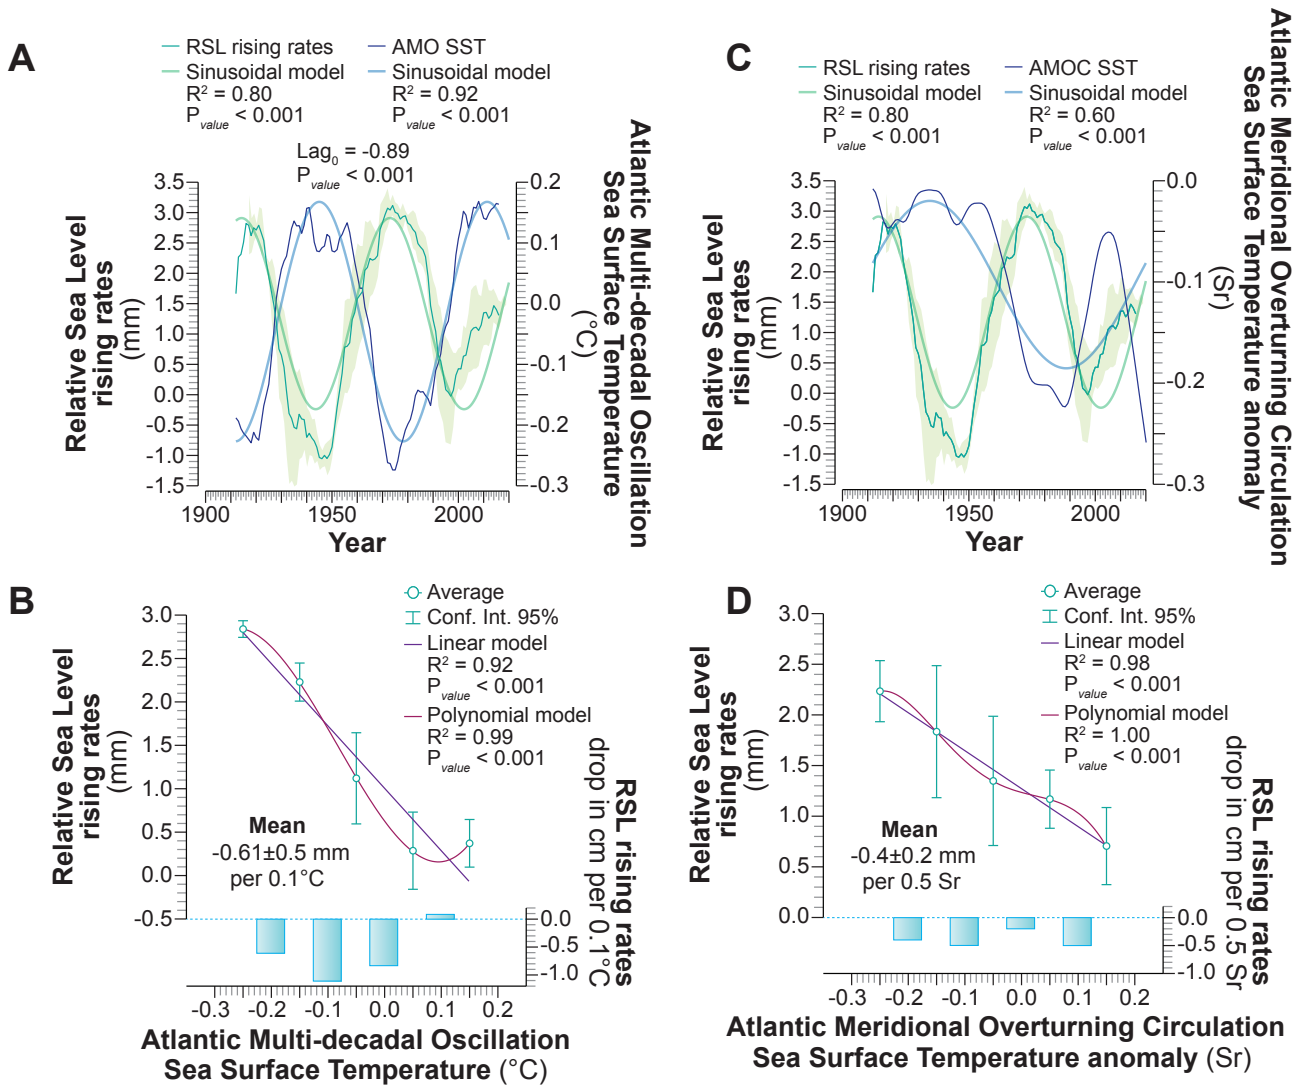 A
RSL rising rates
Sinusoidal model
R² = 0.80
P value < 0.001
AMO SST
Sinusoidal model
R² = 0.92
P value < 0.001
Lag₀ = -0.89
P value < 0.001
Relative Sea Level
rising rates
(mm)
3.5
3.0
2.5
2.0
1.5
1.0
0.5
0.0
-0.5
-1.0
-1.5
0.2
0.1
0.0
-0.1
-0.2
-0.3
Atlantic Multi-decadal Oscillation
Sea Surface Temperature
(°C)
1900
1950
2000
Year
C
RSL rising rates
Sinusoidal model
R² = 0.80
P value < 0.001
AMOC SST
Sinusoidal model
R² = 0.60
P value < 0.001
Relative Sea Level
rising rates
(mm)
3.5
3.0
2.5
2.0
1.5
1.0
0.5
0.0
-0.5
-1.0
-1.5
0.0
-0.1
-0.2
-0.3
Atlantic Meridional Overturning Circulation
Sea Surface Temperature anomaly
(Sr)
1900
1950
2000
Year
B
Average
Conf. Int. 95%
Linear model
R² = 0.92
P value < 0.001
Polynomial model
R² = 0.99
P value < 0.001
Relative Sea Level
rising rates
(mm)
3.0
2.5
2.0
1.5
1.0
0.5
0.0
-0.5
Mean
-0.61±0.5 mm
per 0.1°C
0.0
-0.5
-1.0
RSL rising rates
drop in cm per 0.1°C
-0.3
-0.2
-0.1
0.0
0.1
0.2
Atlantic Multi-decadal Oscillation
Sea Surface Temperature (°C)
D
Average
Conf. Int. 95%
Linear model
R² = 0.98
P value < 0.001
Polynomial model
R² = 1.00
P value < 0.001
Relative Sea Level
rising rates
(mm)
3.0
2.5
2.0
1.5
1.0
0.5
0.0
Mean
-0.4±0.2 mm
per 0.5 Sr
0.0
-0.5
-1.0
RSL rising rates
drop in cm per 0.5 Sr
-0.3
-0.2
-0.1
0.0
0.1
0.2
Atlantic Meridional Overturning Circulation
Sea Surface Temperature anomaly (Sr)